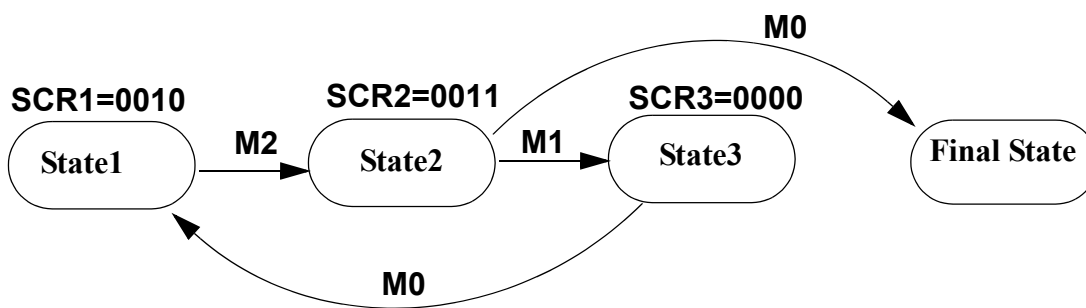 M0
SCR1=0010
SCR2=0011
SCR3=0000
State1
M2
State2
M1
State3
Final State
M0